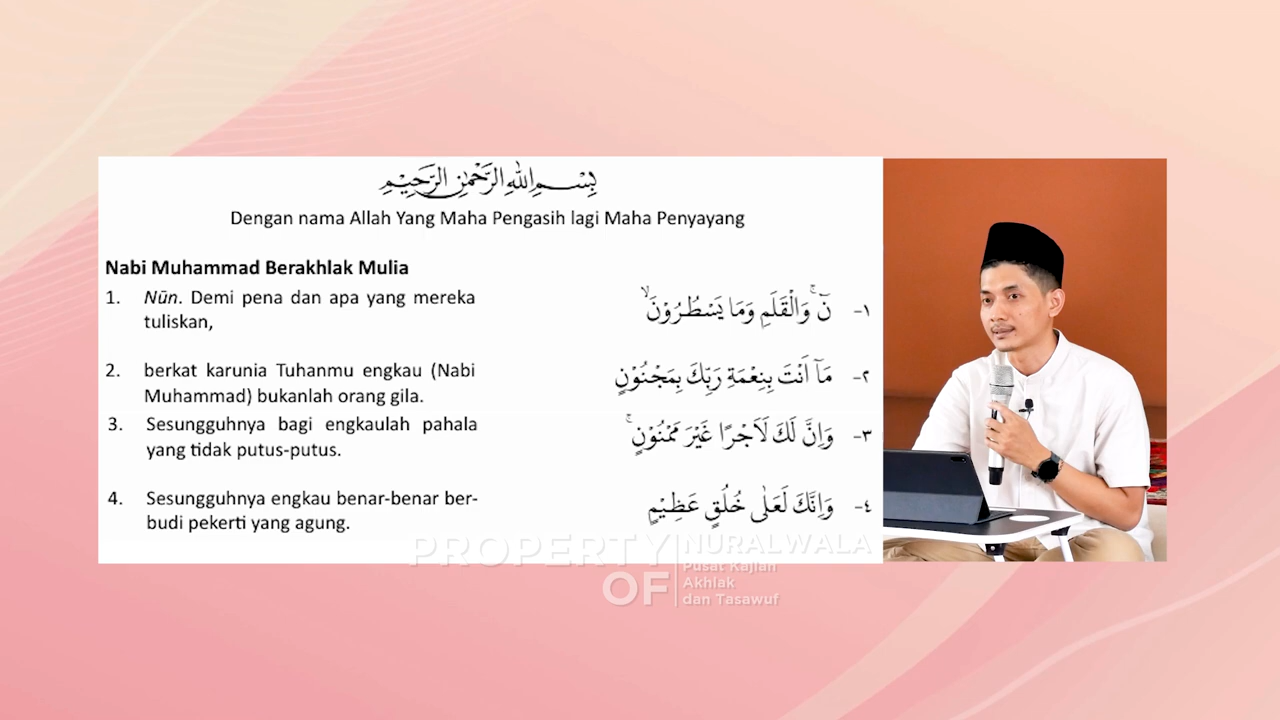 بِسْمِ اللّٰهِ الرَّحْمٰنِ الرَّحِيْمِ
Dengan nama Allah Yang Maha Pengasih lagi Maha Penyayang
Nabi Muhammad Berakhlak Mulia
1. Nūn. Demi pena dan apa yang mereka
tuliskan,
١- نۤ ۚوَالْقَلَمِ وَمَا يَسْطُرُوْنَۙ
2. berkat karunia Tuhanmu engkau (Nabi
Muhammad) bukanlah orang gila.
٢- مَآ اَنْتَ بِنِعْمَةِ رَبِّكَ بِمَجْنُوْنٍ
3. Sesungguhnya bagi engkaulah pahala
yang tidak putus-putus.
٣- وَاِنَّ لَكَ لَاَجْرًا غَيْرَ مَمْنُوْنٍۚ
4. Sesungguhnya engkau benar-benar ber-
budi pekerti yang agung.
٤- وَاِنَّكَ لَعَلٰى خُلُقٍ عَظِيْمٍ
PROPERTY OF
NURALWALA
Pusat Kajian
Akhlak
dan Tasawuf